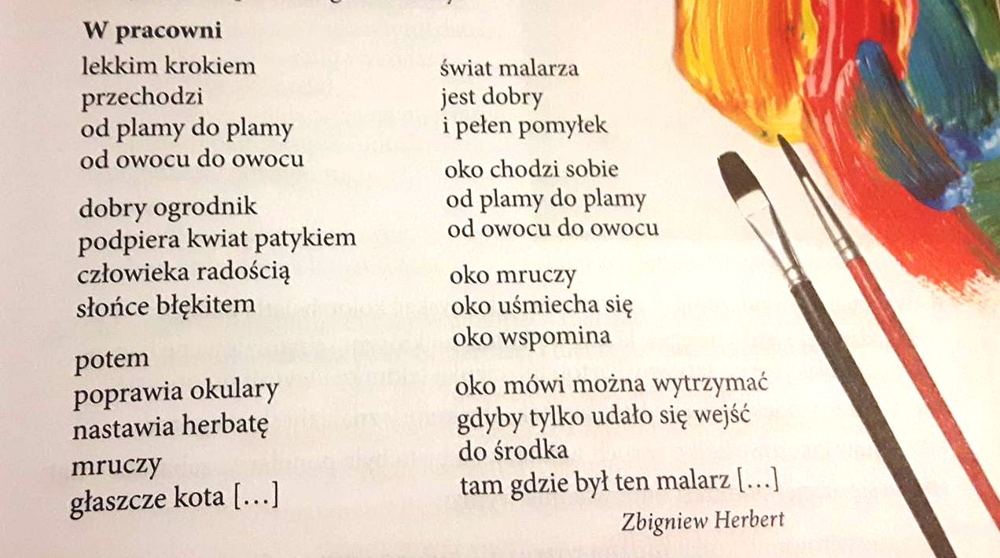 W pracowni
lekkim krokiem
przechodzi
od plamy do plamy
od owocu do owocu
dobry ogrodnik
podpiera kwiat patykiem
człowieka radością
słońce błękitem
potem
poprawia okulary
nastawia herbatę
mruczy
głaszcze kota [...]
świat malarza
jest dobry
i pełen pomyłek
oko chodzi sobie
od plamy do plamy
od owocu do owocu
oko mruczy
oko uśmiecha się
oko wspomina
oko mówi można wytrzymać
gdyby tylko udało się wejść
do środka
tam gdzie był ten malarz [...]
Zbigniew Herbert